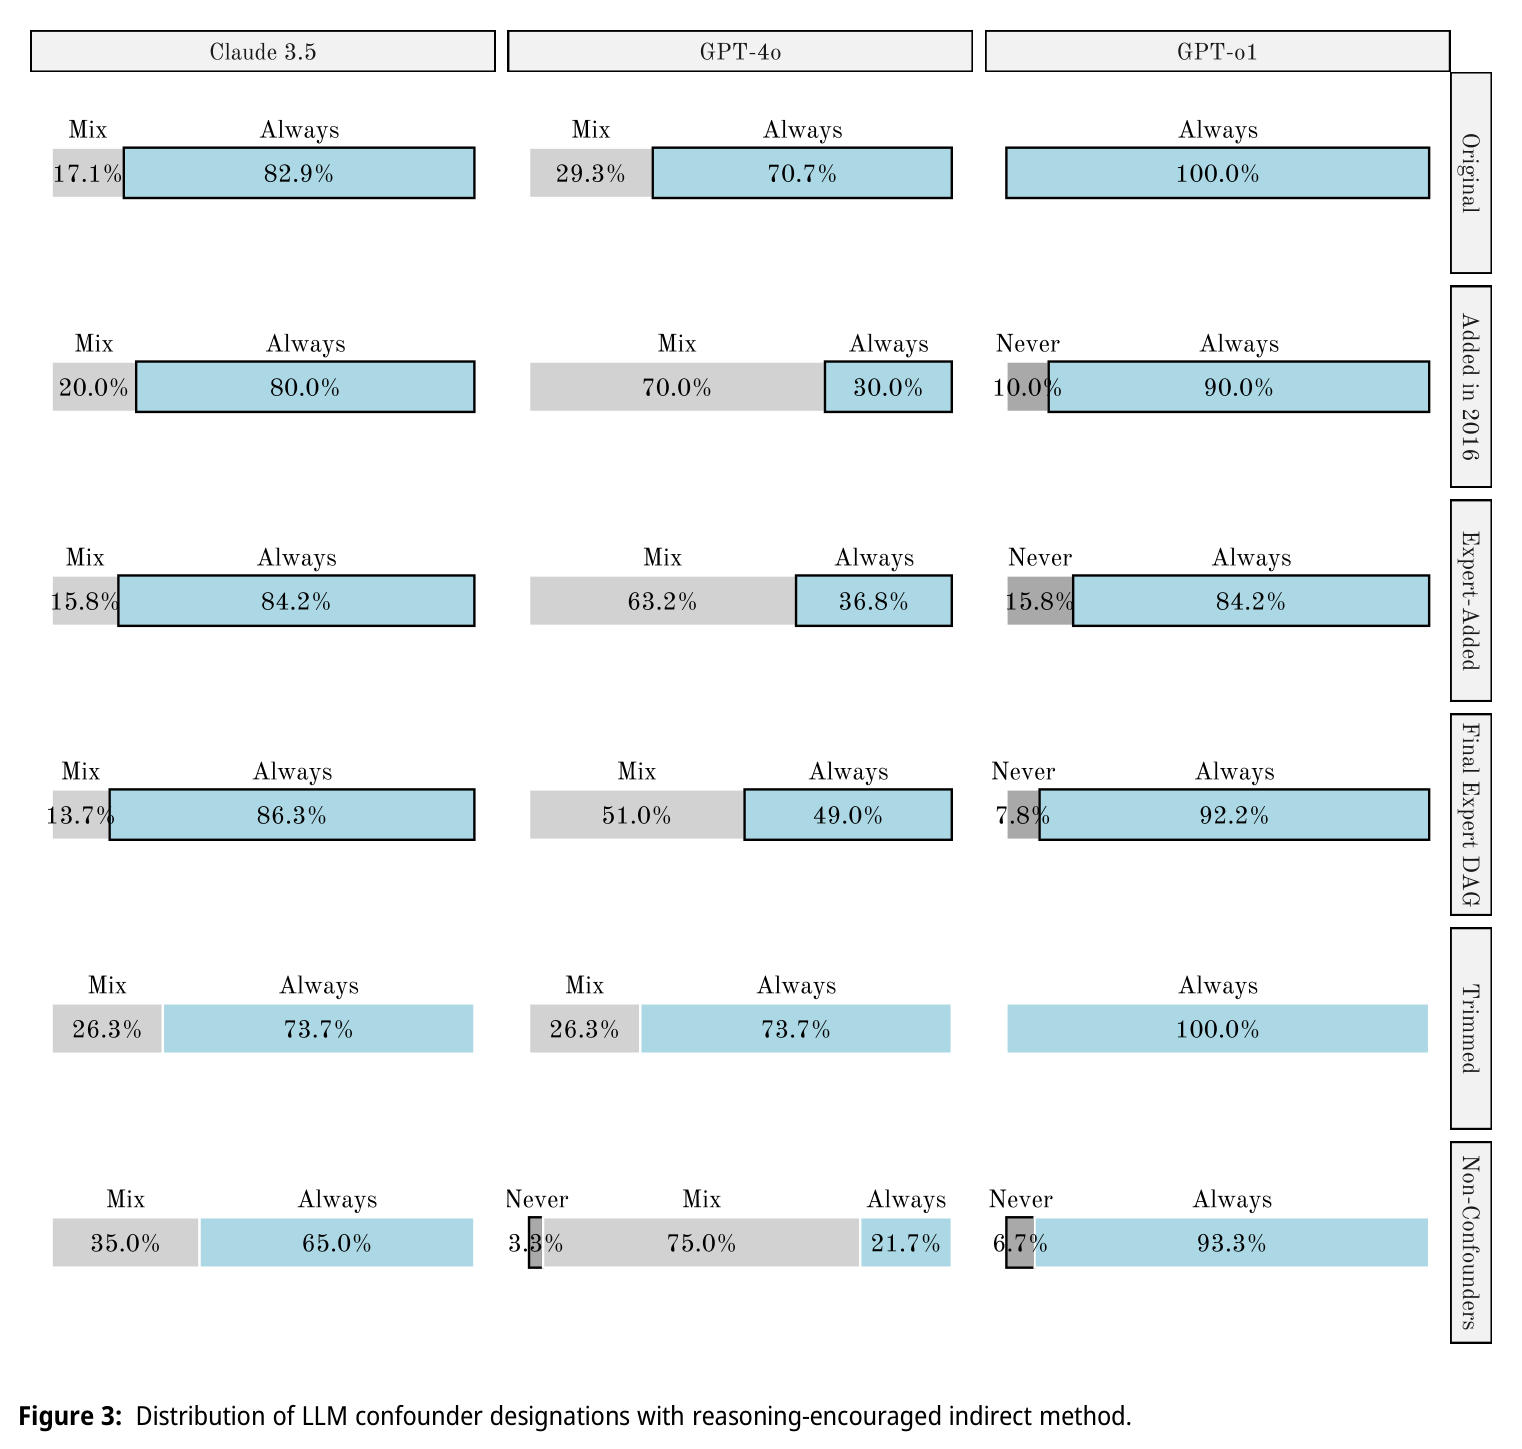 Claude 3.5 GPT-4o GPT-o1
Original
Mix Always Mix Always Always
17.1% 82.9% 29.3% 70.7% 100.0%
Added in 2016
Mix Always Mix Always Never Always
20.0% 80.0% 70.0% 30.0% 10.0% 90.0%
Expert-Added
Mix Always Mix Always Never Always
15.8% 84.2% 63.2% 36.8% 15.8% 84.2%
Final Expert DAG
Mix Always Mix Always Never Always
13.7% 86.3% 51.0% 49.0% 7.8% 92.2%
Trimmed
Mix Always Mix Always Always
26.3% 73.7% 26.3% 73.7% 100.0%
Non-Confounders
Mix Always Never Mix Always Never Always
35.0% 65.0% 3.3% 75.0% 21.7% 6.7% 93.3%
Figure 3: Distribution of LLM confounder designations with reasoning-encouraged indirect method.